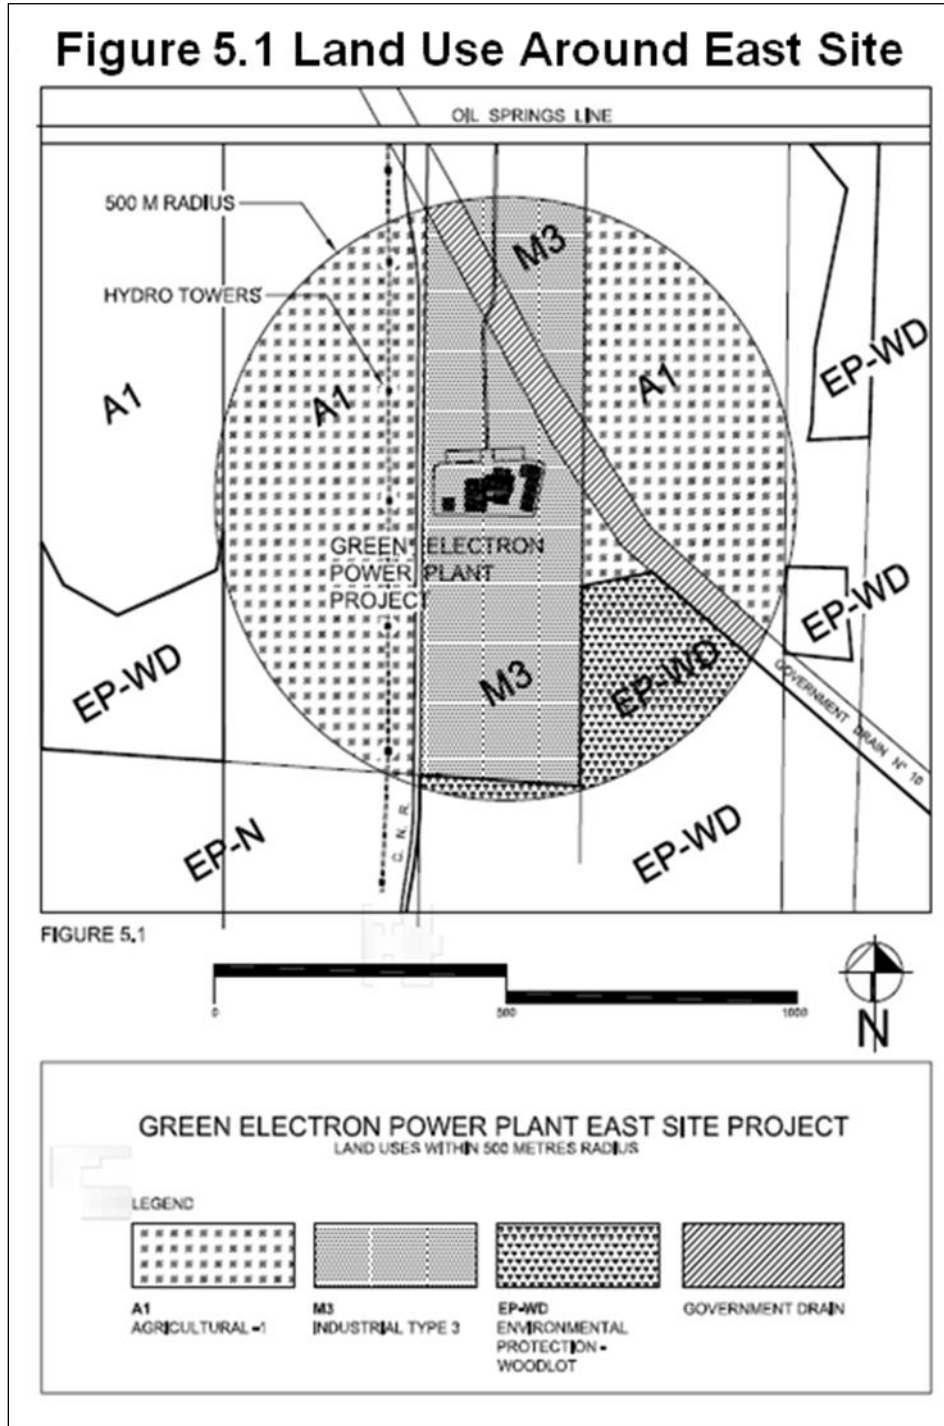 Figure 5.1 Land Use Around East Site
OIL SPRINGS LINE
500 M RADIUS
M3
HYDRO TOWERS
EP-WD
A1
A1
A1
GREEN ELECTRON
POWER PLANT
PROJECT
EP-WD
EP-WD
M3
EP-WD
GOVERNMENT DRAIN N° 10
EP-N
C. N. R.
EP-WD
FIGURE 5.1
0
500
1000
N
GREEN ELECTRON POWER PLANT EAST SITE PROJECT
LAND USES WITHIN 500 METRES RADIUS
LEGEND
A1
AGRICULTURAL-1
M3
INDUSTRIAL TYPE 3
EP-WD
ENVIRONMENTAL
PROTECTION-
WOODLOT
GOVERNMENT DRAIN